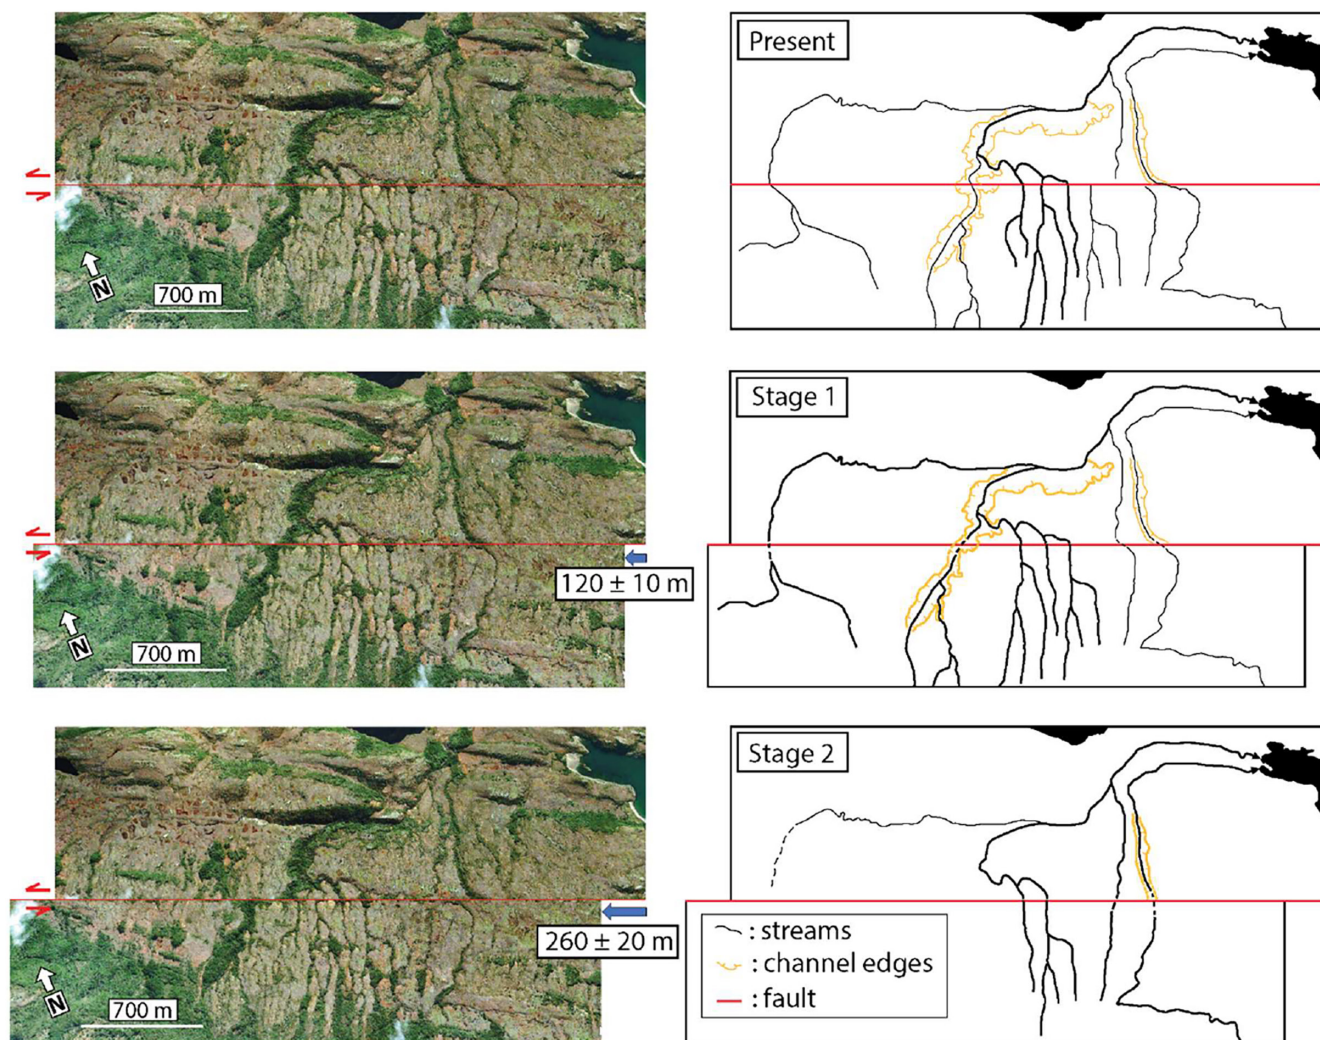 Present
N
700 m
Stage 1
120 ± 10 m
N
700 m
Stage 2
260 ± 20 m
N
700 m
: streams
: channel edges
: fault